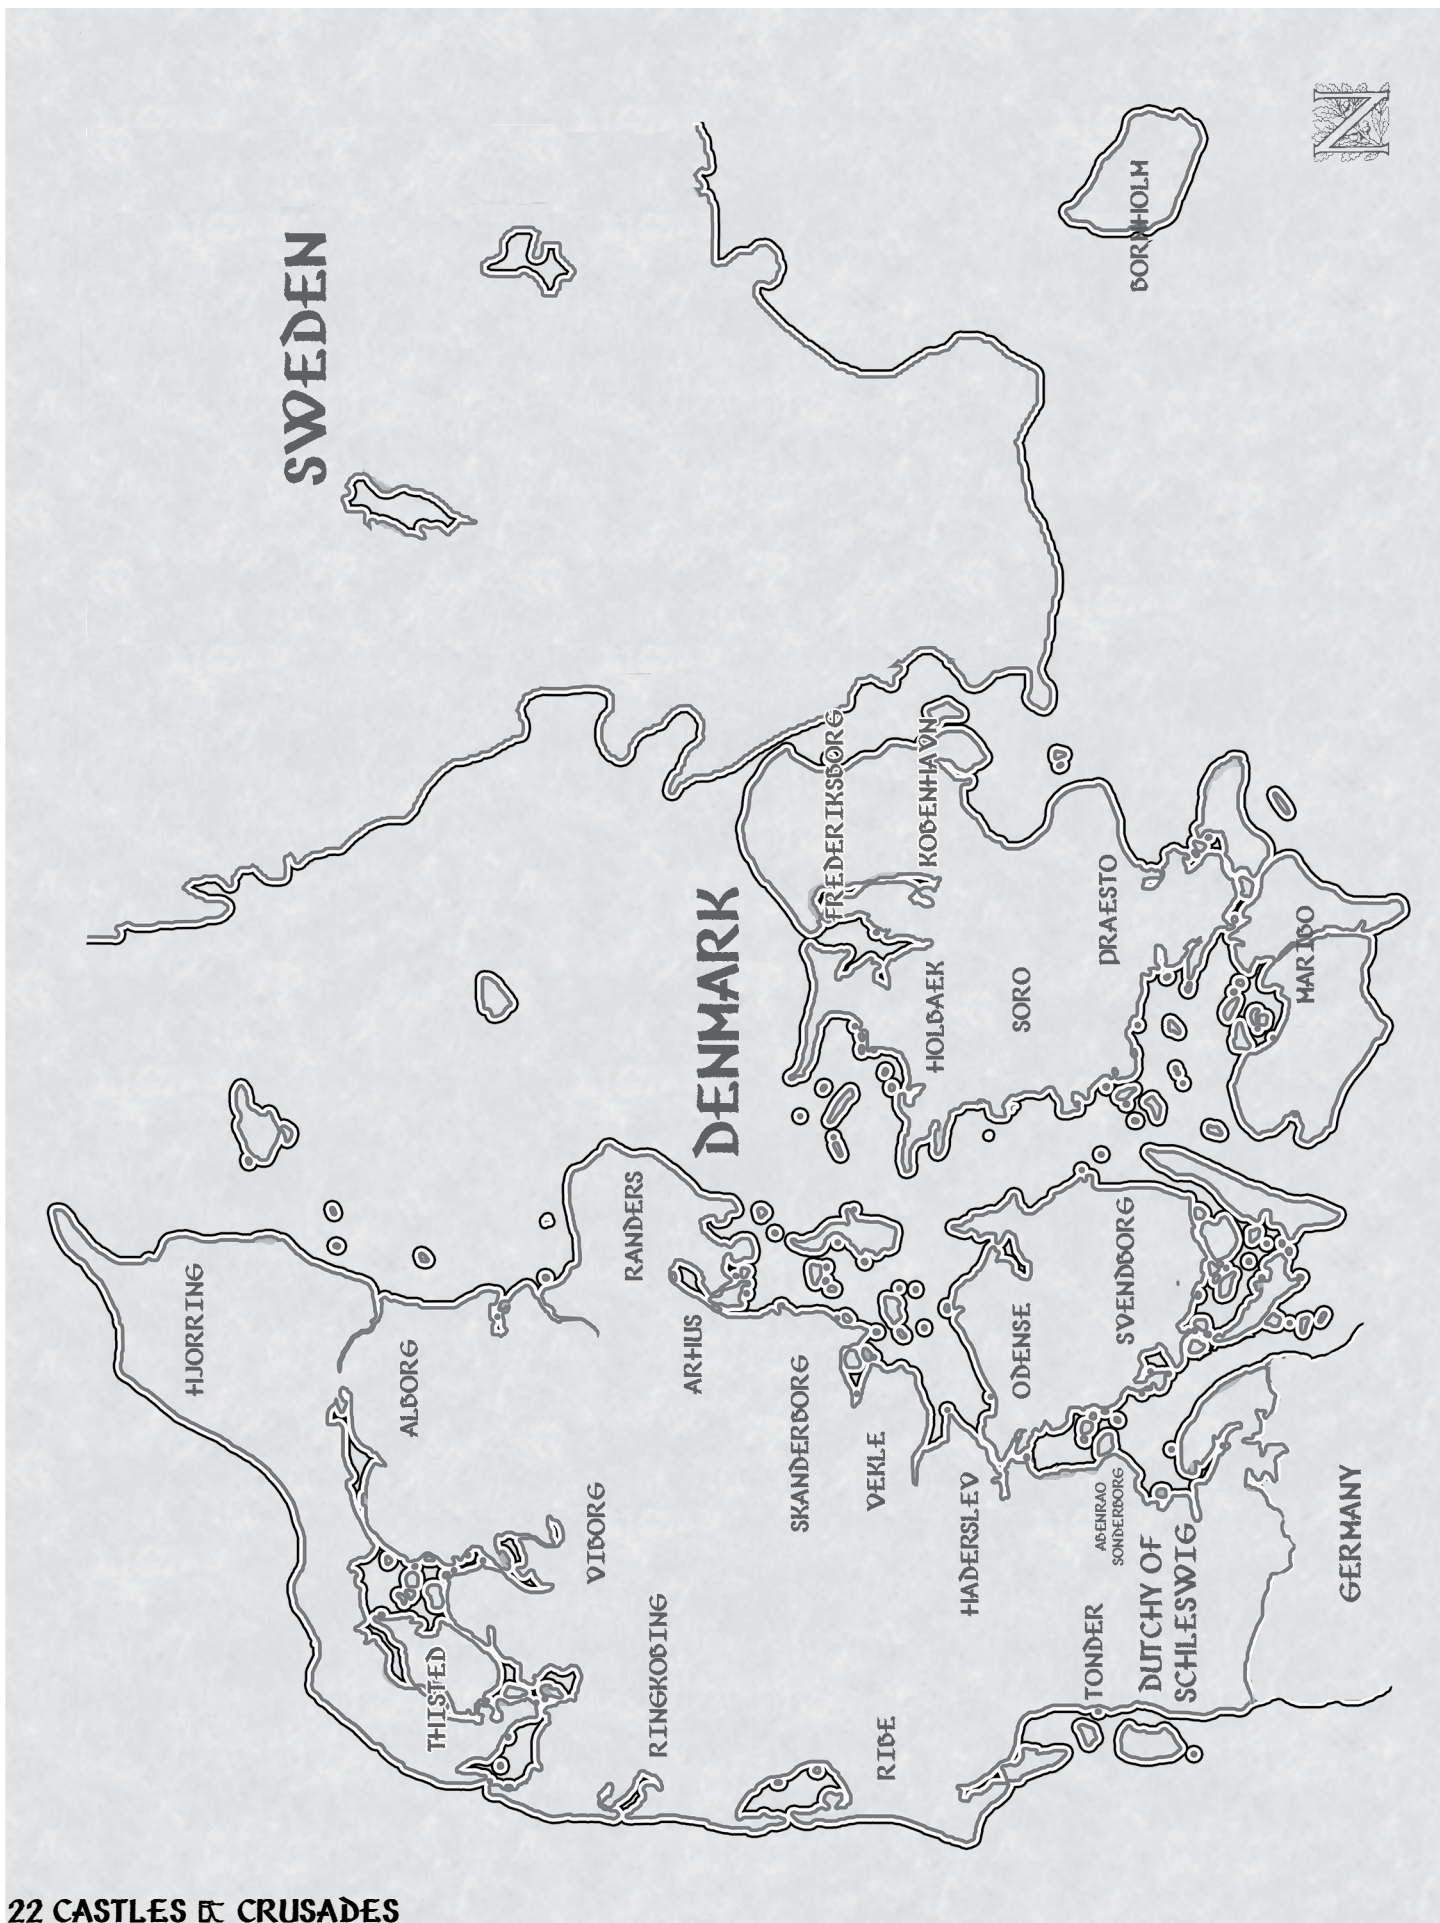 SWEDEN
N
BORNHOLM
DENMARK
FREDERIKSBORG
KOBENHAVN
HOLBAEK
SORO
PRAESTO
MARIBO
HJORRING
ALBORG
RANDERS
ARHUS
VIBORG
THISTED
RINGKOBING
SKANDERBORG
VEKLE
RIBE
ODENSE
SVENDBORG
HADERSLEV
ABENRAO
SONDERBORG
TONDER
DUTCHY OF
SCHLESWIG
GERMANY
22 CASTLES & CRUSADES